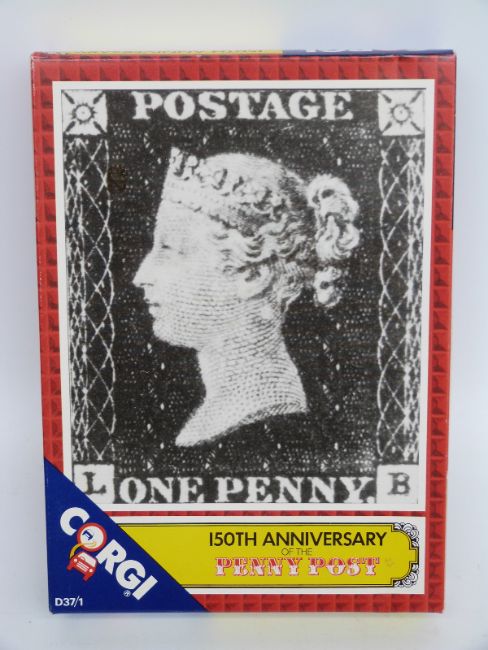 POSTAGE
L ONE PENNY. B
150TH ANNIVERSARY
OF THE
PENNY POST
CORGI
®
D37/1